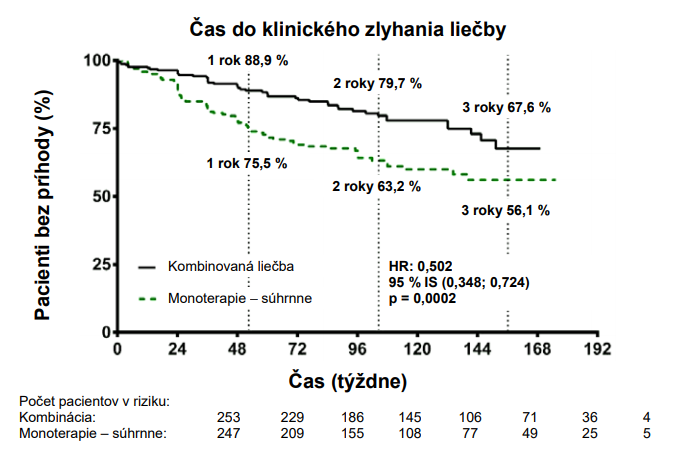 Čas do klinického zlyhania liečby
Pacienti bez príhody (%)
100
75
50
25
0
1 rok 88,9 %
2 roky 79,7 %
3 roky 67,6 %
1 rok 75,5 %
2 roky 63,2 %
3 roky 56,1 %
Kombinovaná liečba
Monoterapie – súhrnne
HR: 0,502
95 % IS (0,348; 0,724)
p = 0,0002
0 24 48 72 96 120 144 168 192
Čas (týždne)
Počet pacientov v riziku:
Kombinácia: 253 229 186 145 106 71 36 4
Monoterapie – súhrnne: 247 209 155 108 77 49 25 5